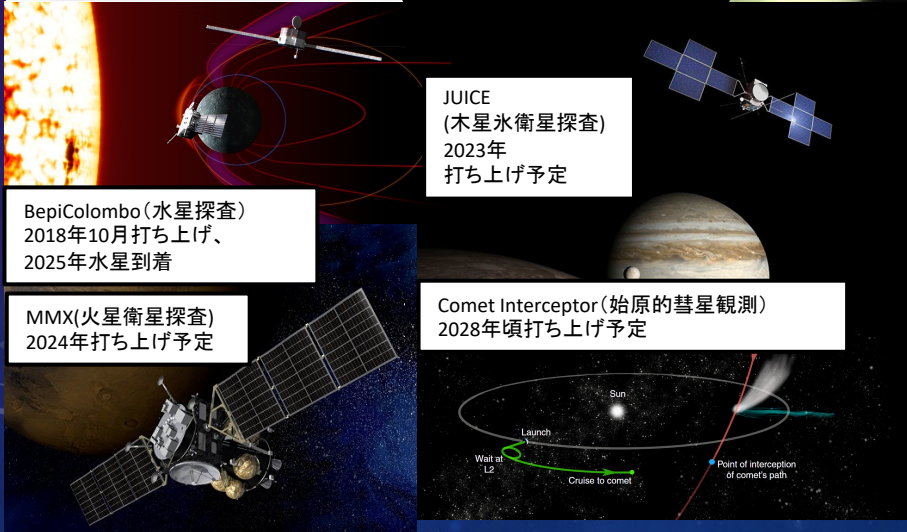 JUICE
(木星氷衛星探査)
2023年
打ち上げ予定
BepiColombo（水星探査）
2018年10月打ち上げ、
2025年水星到着
MMX(火星衛星探査)
2024年打ち上げ予定
Comet Interceptor（始原的彗星観測）
2028年頃打ち上げ予定
Sun
Launch
Wait at
L2
Cruise to comet
Point of interception
of comet's path